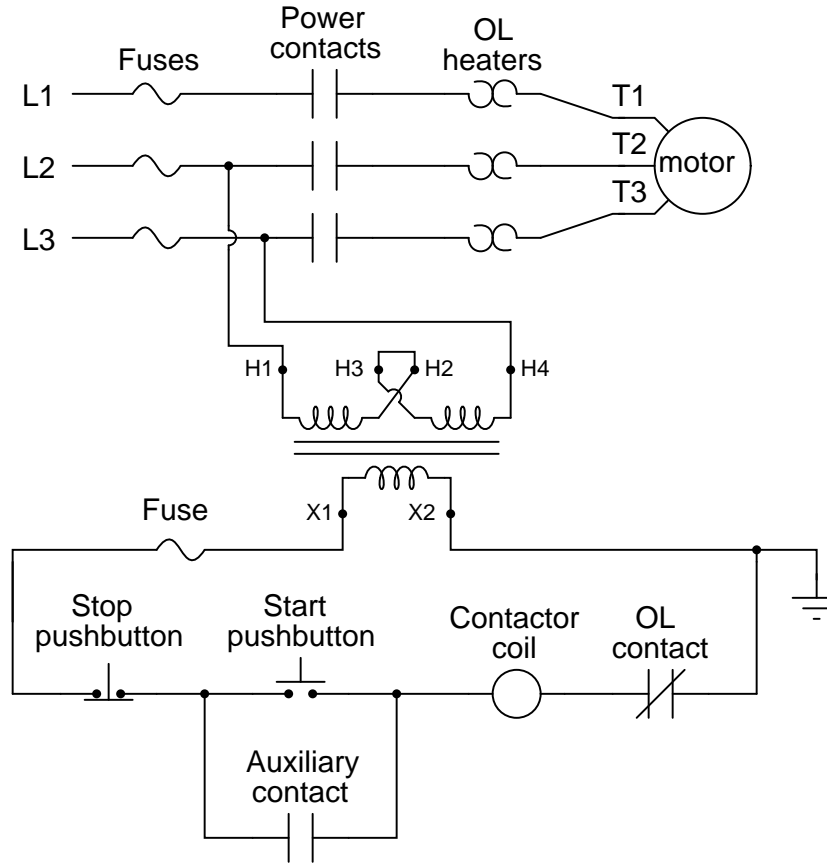 Power
contacts
OL
heaters
Fuses
L1
T1
L2
T2
motor
L3
T3
H1
H3
H2
H4
Fuse
X1
X2
Stop
pushbutton
Start
pushbutton
Contactor
coil
OL
contact
Auxiliary
contact